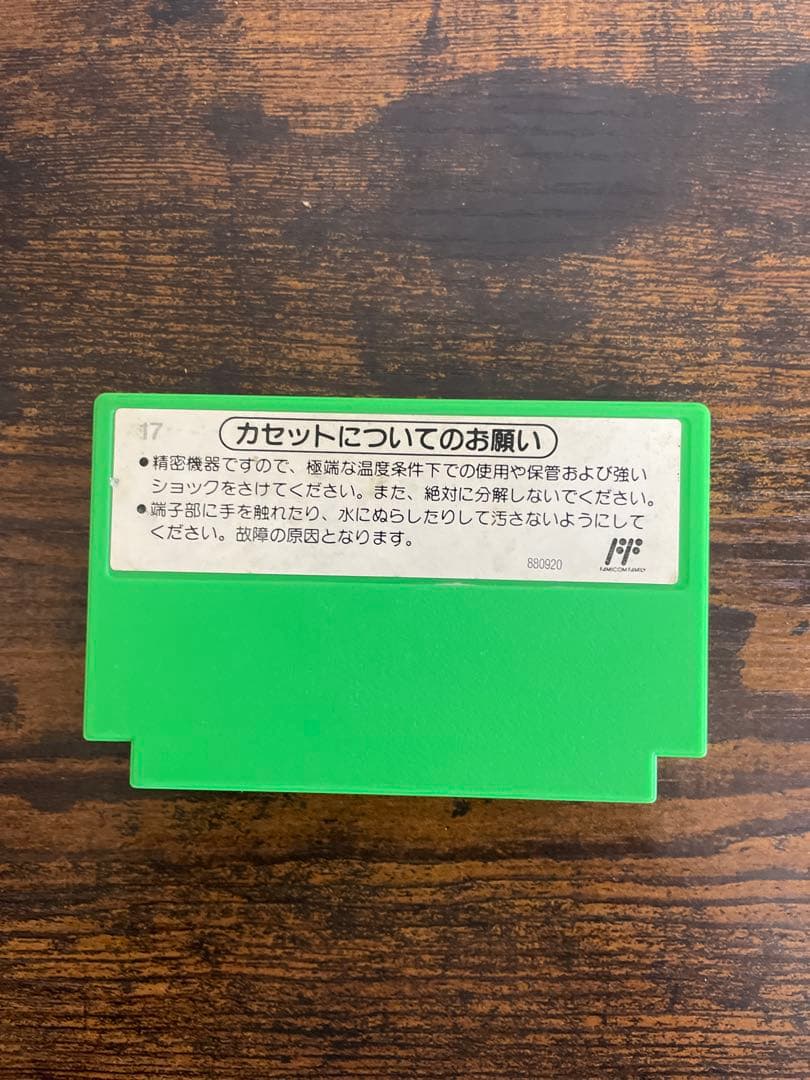 17
カセットについてのお願い
●精密機器ですので、極端な温度条件下での使用や保管および強い
ショックをさけてください。また、絶対に分解しないでください。
●端子部に手を触れたり、水にぬらしたりして汚さないようにして
ください。故障の原因となります。
880920
FAMICOM FAMILY